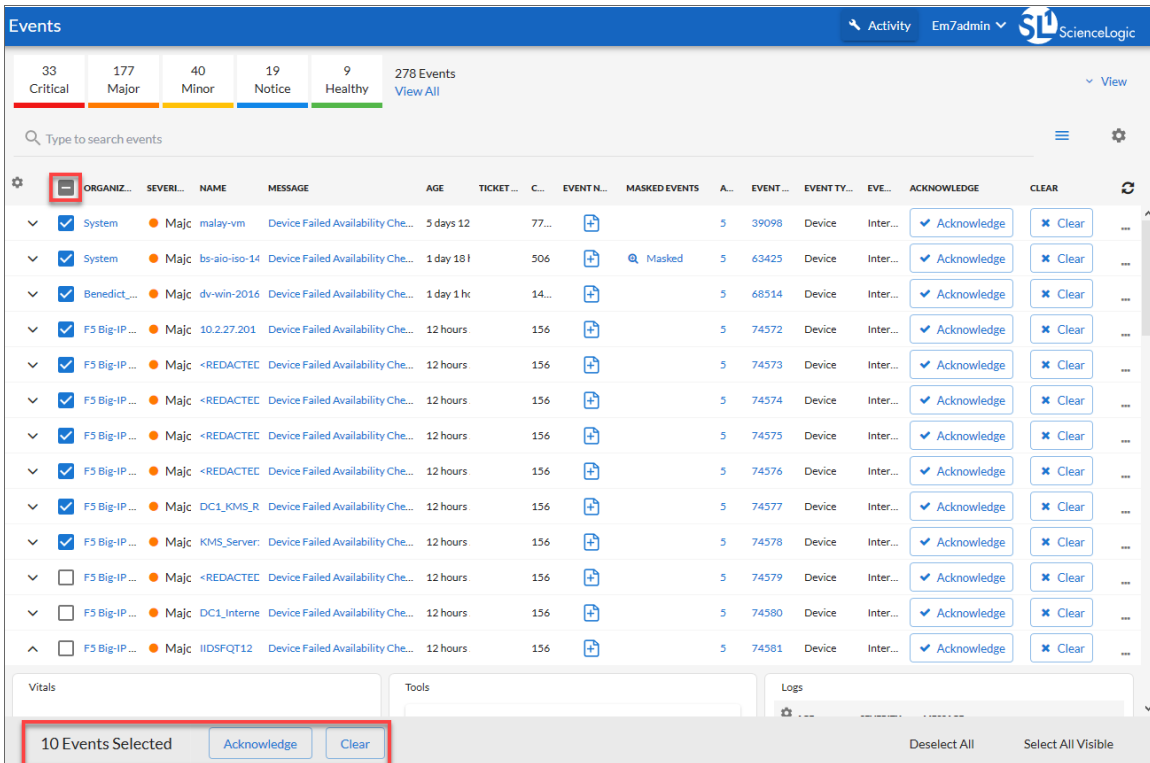 Events Activity Em7admin SL1 ScienceLogic
33 177 40 19 9 278 Events
Critical Major Minor Notice Healthy View All View
Type to search events
ORGANIZ... SEVERI... NAME MESSAGE AGE TICKET ... C... EVENT N... MASKED EVENTS A... EVENT ... EVENT TY... EVE... ACKNOWLEDGE CLEAR
System Majc malay-vm Device Failed Availability Che... 5 days 12 77... 5 39098 Device Inter... Acknowledge Clear ...
System Majc bs-aio-iso-14 Device Failed Availability Che... 1 day 18 h 506 Masked 5 63425 Device Inter... Acknowledge Clear ...
Benedict_... Majc dv-win-2016 Device Failed Availability Che... 1 day 1 hc 14... 5 68514 Device Inter... Acknowledge Clear ...
F5 Big-IP ... Majc 10.2.27.201 Device Failed Availability Che... 12 hours 156 5 74572 Device Inter... Acknowledge Clear ...
F5 Big-IP ... Majc <REDACTED Device Failed Availability Che... 12 hours 156 5 74573 Device Inter... Acknowledge Clear ...
F5 Big-IP ... Majc <REDACTED Device Failed Availability Che... 12 hours 156 5 74574 Device Inter... Acknowledge Clear ...
F5 Big-IP ... Majc <REDACTED Device Failed Availability Che... 12 hours 156 5 74575 Device Inter... Acknowledge Clear ...
F5 Big-IP ... Majc <REDACTED Device Failed Availability Che... 12 hours 156 5 74576 Device Inter... Acknowledge Clear ...
F5 Big-IP ... Majc DC1_KMS_R Device Failed Availability Che... 12 hours 156 5 74577 Device Inter... Acknowledge Clear ...
F5 Big-IP ... Majc KMS_Server: Device Failed Availability Che... 12 hours 156 5 74578 Device Inter... Acknowledge Clear ...
F5 Big-IP ... Majc <REDACTED Device Failed Availability Che... 12 hours 156 5 74579 Device Inter... Acknowledge Clear ...
F5 Big-IP ... Majc DC1_Interne Device Failed Availability Che... 12 hours 156 5 74580 Device Inter... Acknowledge Clear ...
F5 Big-IP ... Majc IIDSFQT12 Device Failed Availability Che... 12 hours 156 5 74581 Device Inter... Acknowledge Clear ...
Vitals Tools Logs
10 Events Selected Acknowledge Clear Deselect All Select All Visible